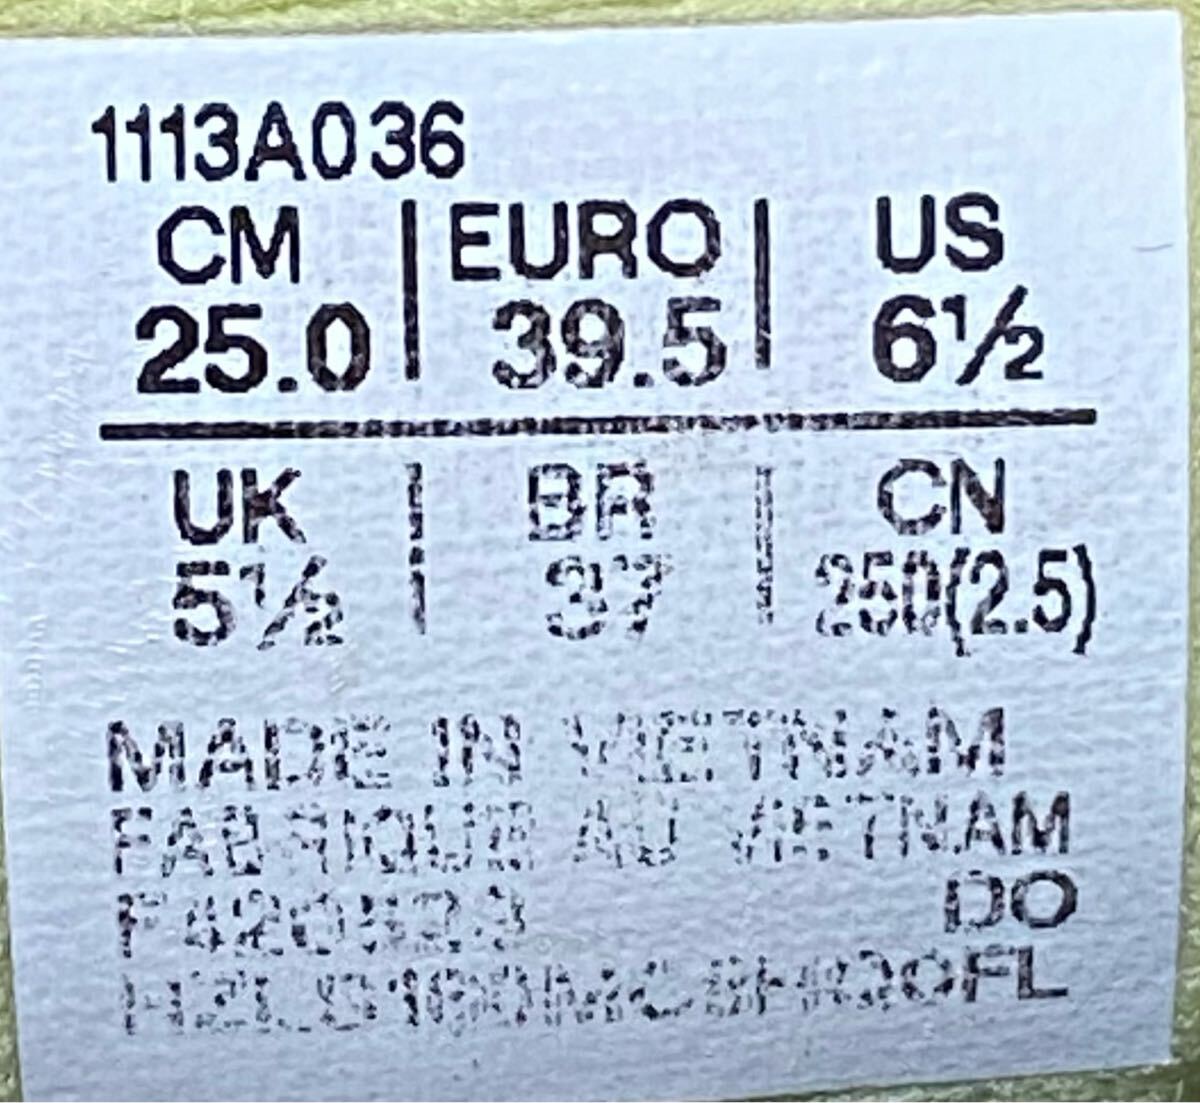 1113A036
CM | EURO | US
25.0 | 39.5 | 6½
UK | BR | CN
5½ | 37 | 250(2.5)
MADE IN VIETNAM
FABRIQUE AU VIETNAM
DO